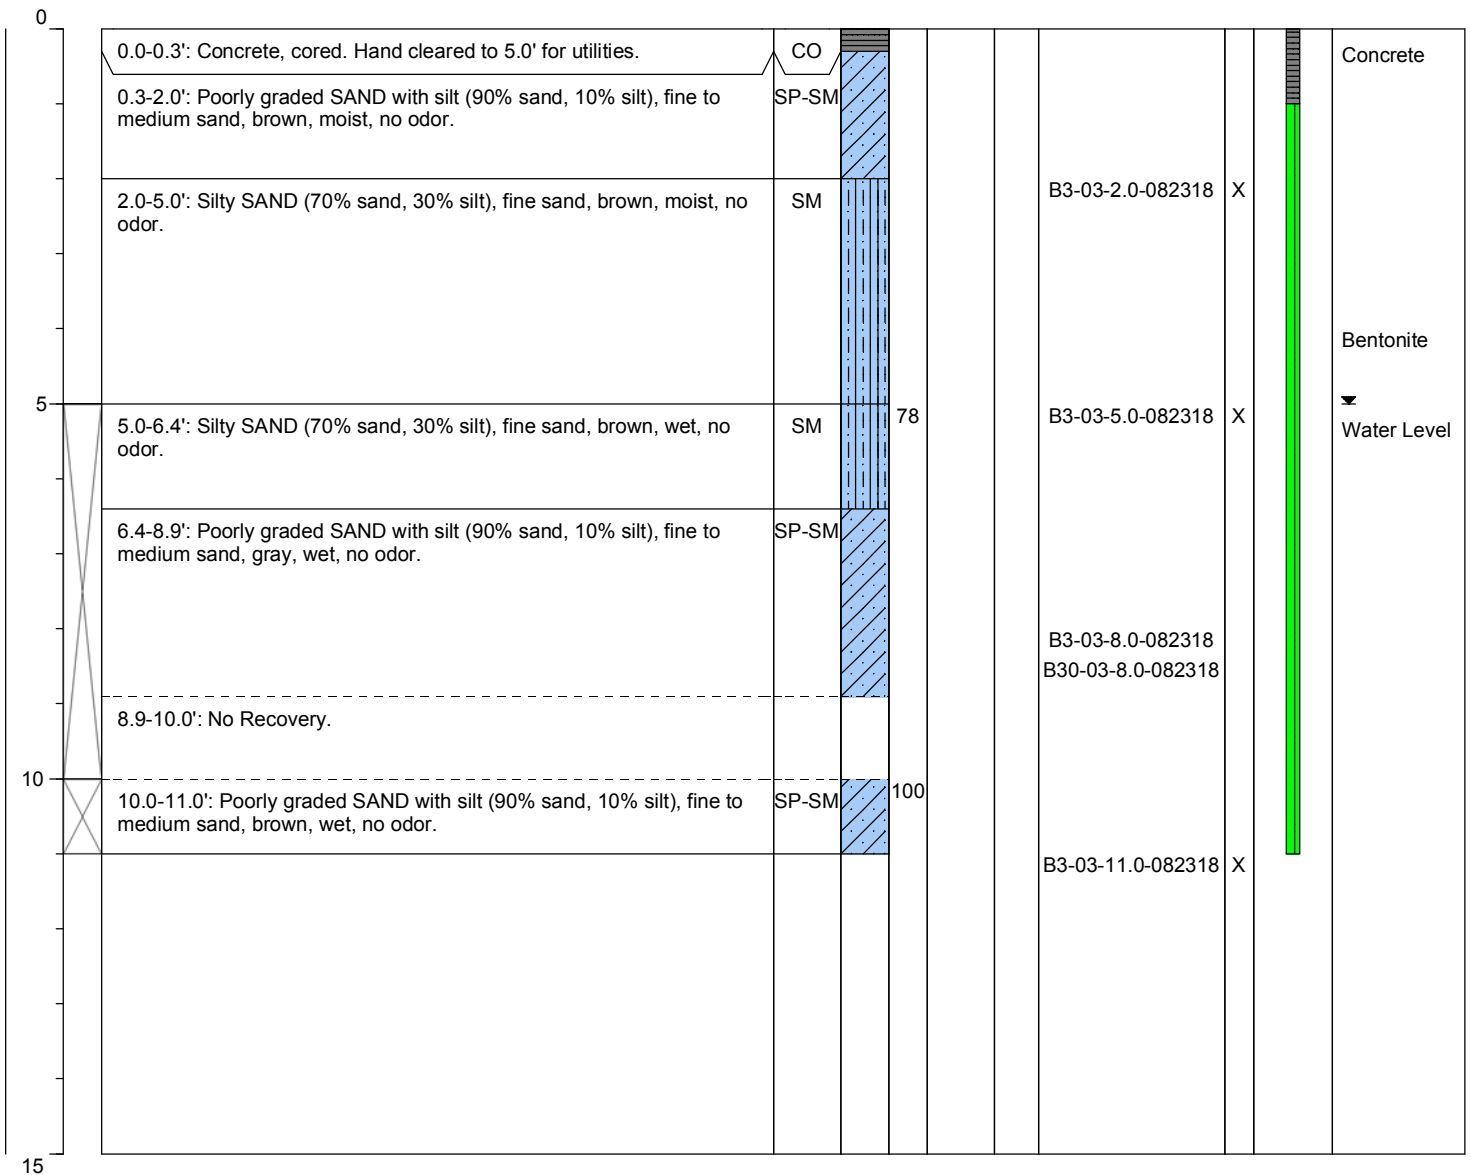 0
0.0-0.3': Concrete, cored. Hand cleared to 5.0' for utilities.
CO
Concrete
0.3-2.0': Poorly graded SAND with silt (90% sand, 10% silt), fine to
medium sand, brown, moist, no odor.
SP-SM
2.0-5.0': Silty SAND (70% sand, 30% silt), fine sand, brown, moist, no
odor.
SM
B3-03-2.0-082318 X
Bentonite
5
5.0-6.4': Silty SAND (70% sand, 30% silt), fine sand, brown, wet, no
odor.
SM
78
B3-03-5.0-082318 X
Water Level
6.4-8.9': Poorly graded SAND with silt (90% sand, 10% silt), fine to
medium sand, gray, wet, no odor.
SP-SM
B3-03-8.0-082318
B30-03-8.0-082318
8.9-10.0': No Recovery.
10
10.0-11.0': Poorly graded SAND with silt (90% sand, 10% silt), fine to
medium sand, brown, wet, no odor.
SP-SM
100
B3-03-11.0-082318 X
15